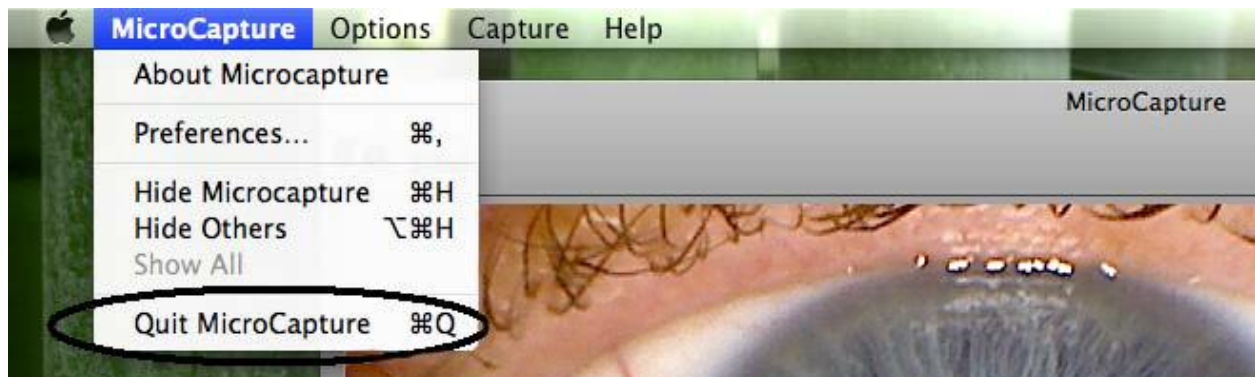 MicroCapture Options Capture Help
About Microcapture
MicroCapture
Preferences... ⌘,
Hide Microcapture ⌘H
Hide Others ⌥⌘H
Show All
Quit MicroCapture ⌘Q